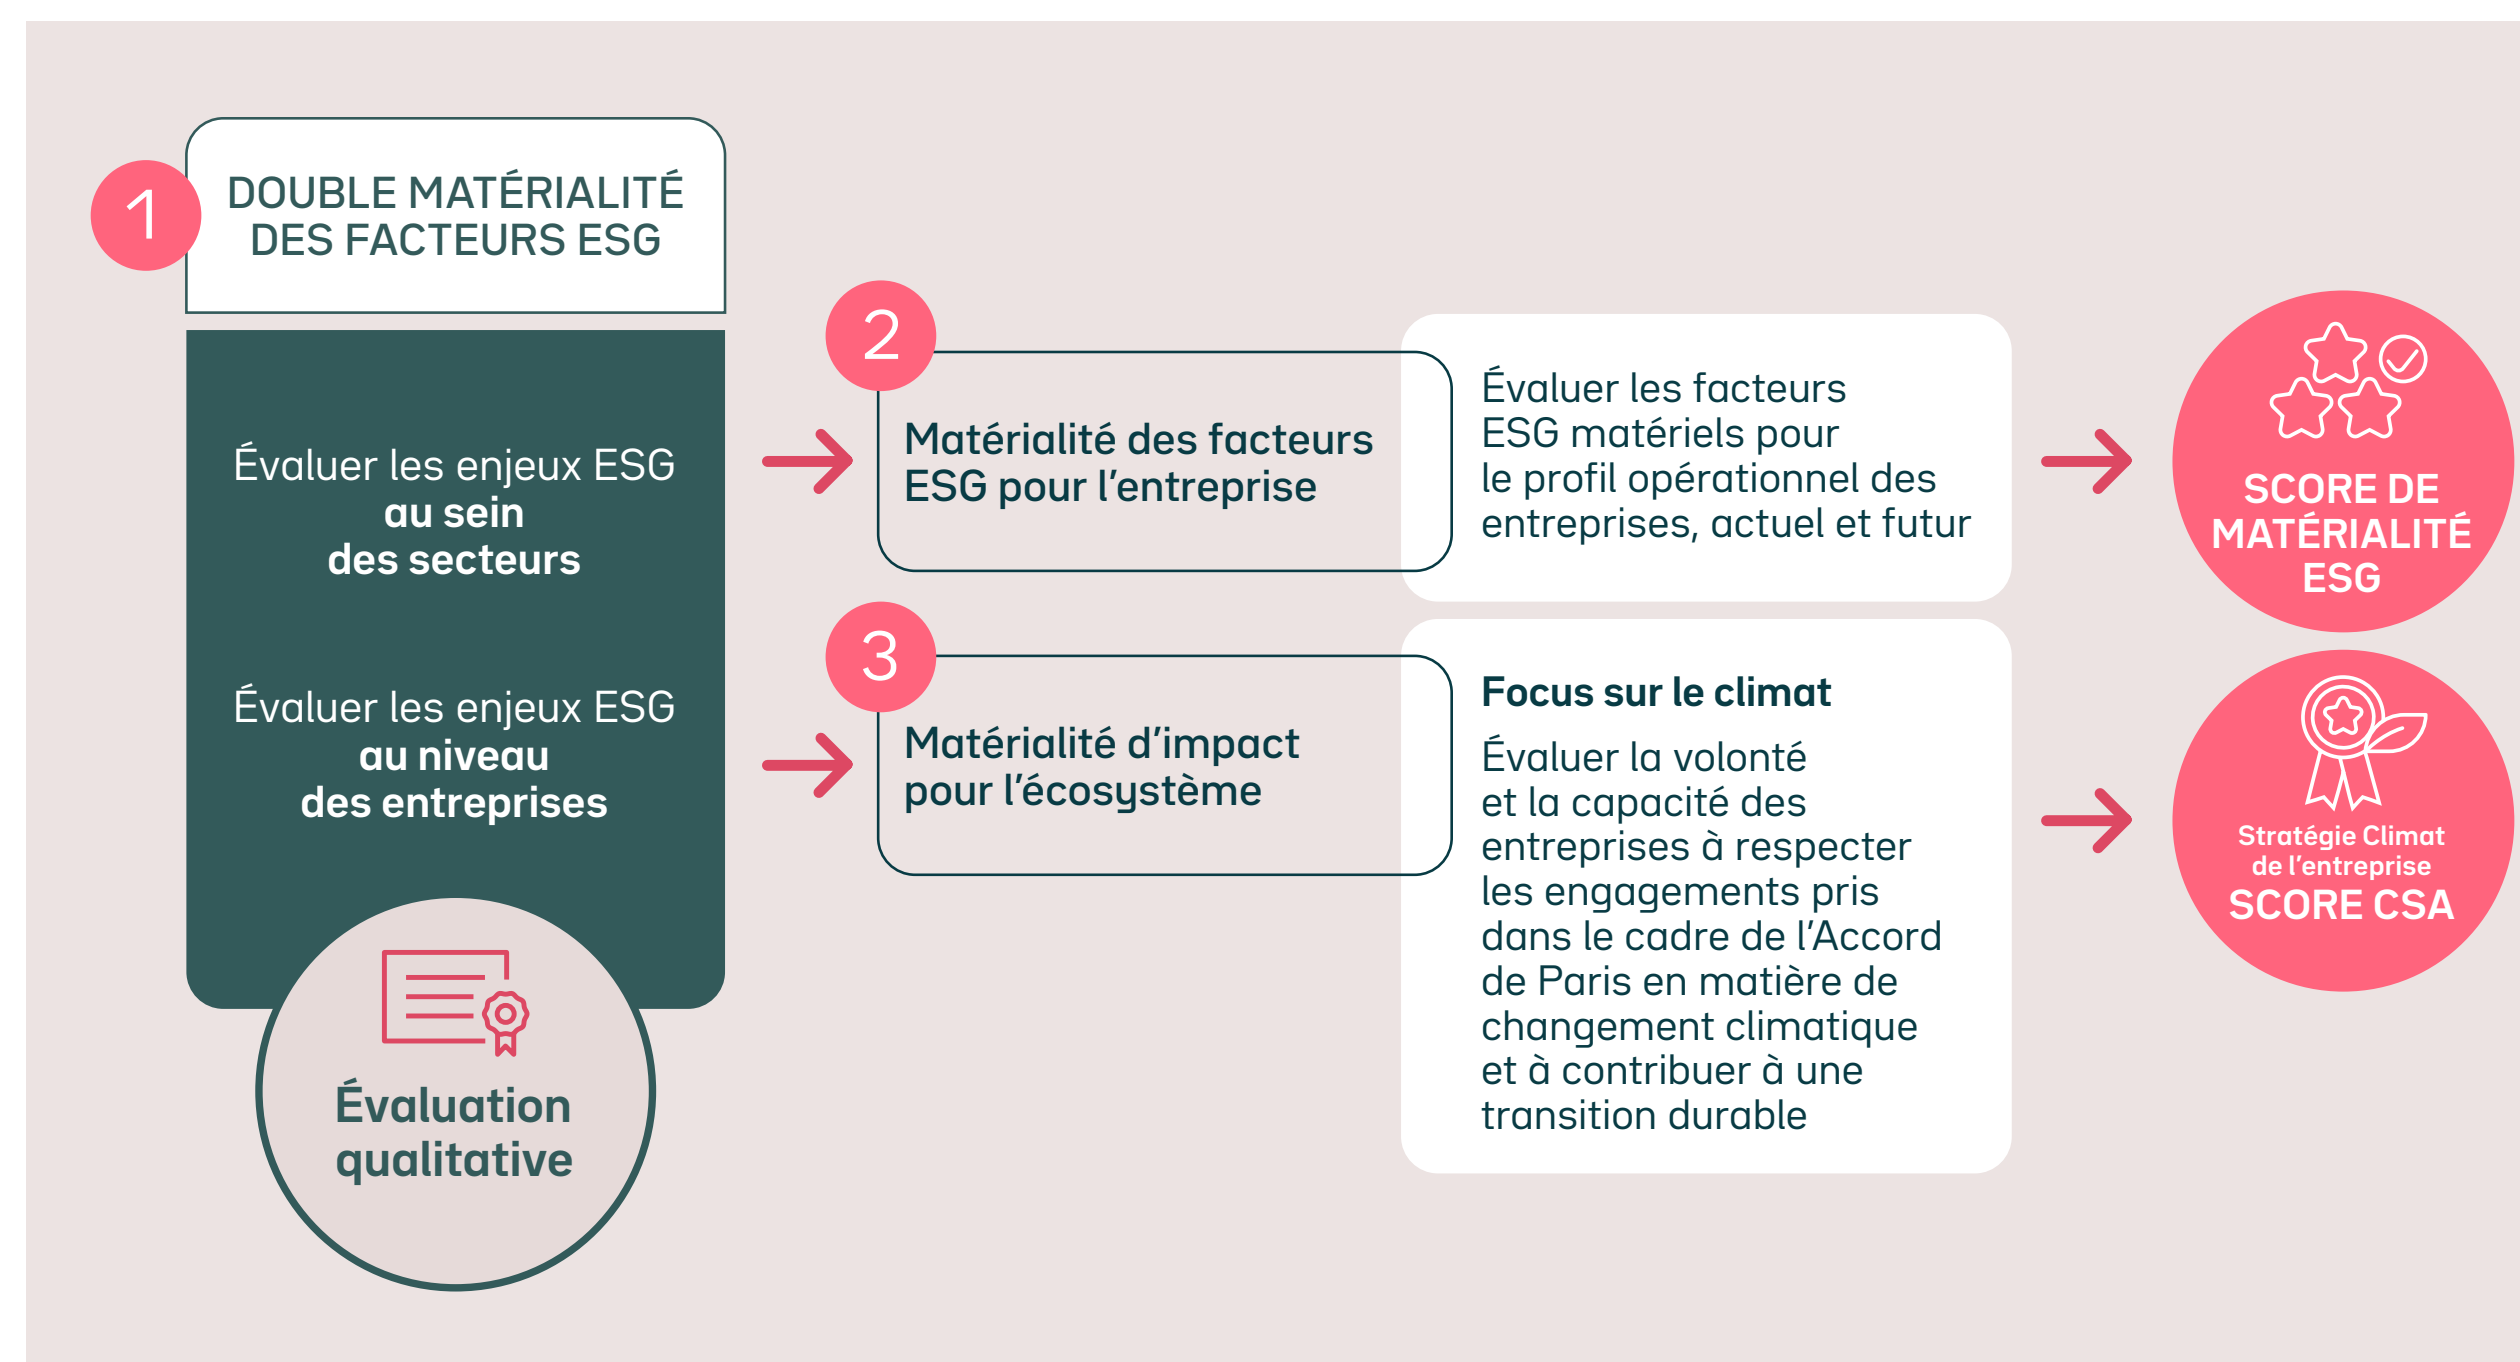 1
DOUBLE MATÉRIALITÉ
DES FACTEURS ESG
Évaluer les enjeux ESG
au sein
des secteurs
Évaluer les enjeux ESG
au niveau
des entreprises
Évaluation
qualitative
2
Matérialité des facteurs
ESG pour l'entreprise
Évaluer les facteurs
ESG matériels pour
le profil opérationnel des
entreprises, actuel et futur
SCORE DE
MATÉRIALITÉ
ESG
3
Matérialité d'impact
pour l'écosystème
Focus sur le climat
Évaluer la volonté
et la capacité des
entreprises à respecter
les engagements pris
dans le cadre de l'Accord
de Paris en matière de
changement climatique
et à contribuer à une
transition durable
Stratégie Climat
de l'entreprise
SCORE CSA